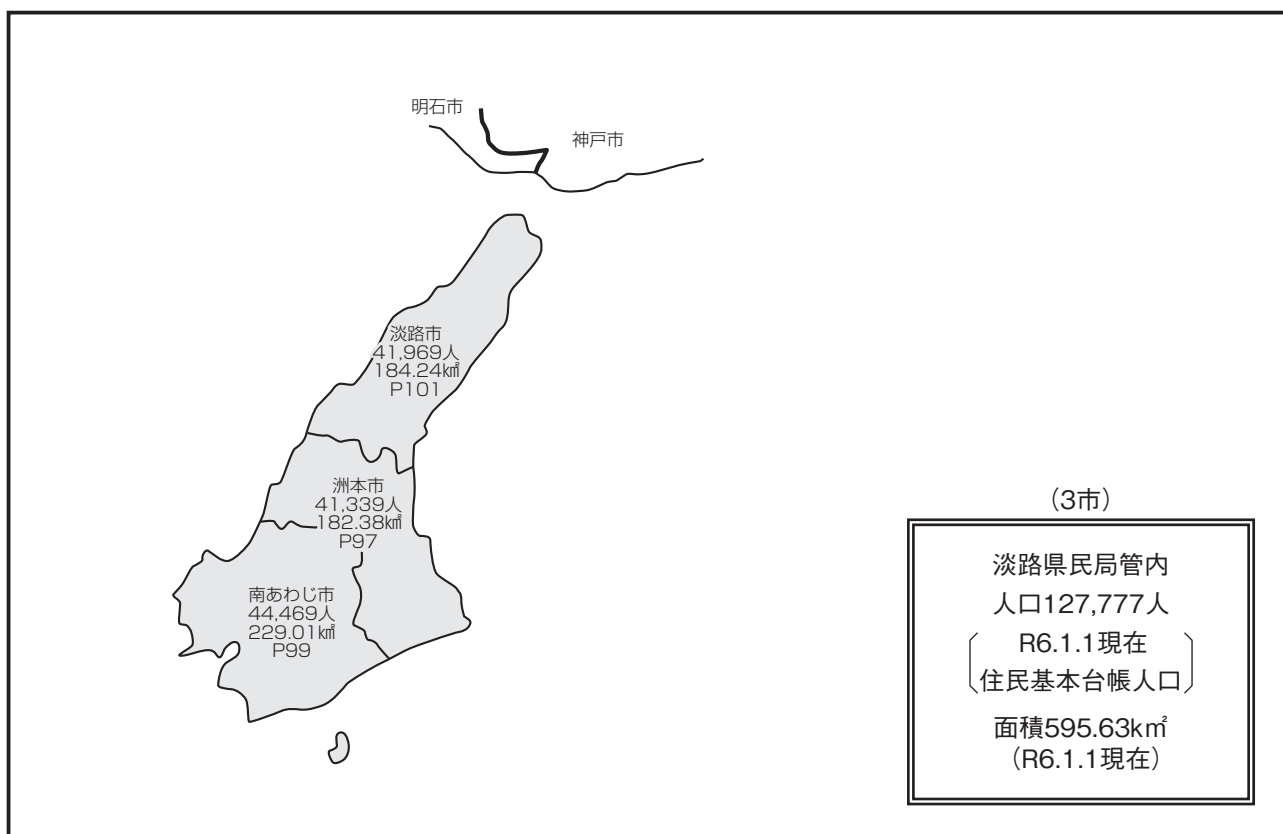 明石市
神戸市
淡路市
41,969人
184.24㎢
P101
洲本市
41,339人
182.38㎢
P97
南あわじ市
44,469人
229.01㎢
P99
（3市）
淡路県民局管内
人口127,777人
R6.1.1現在
住民基本台帳人口
面積595.63k㎡
（R6.1.1現在）